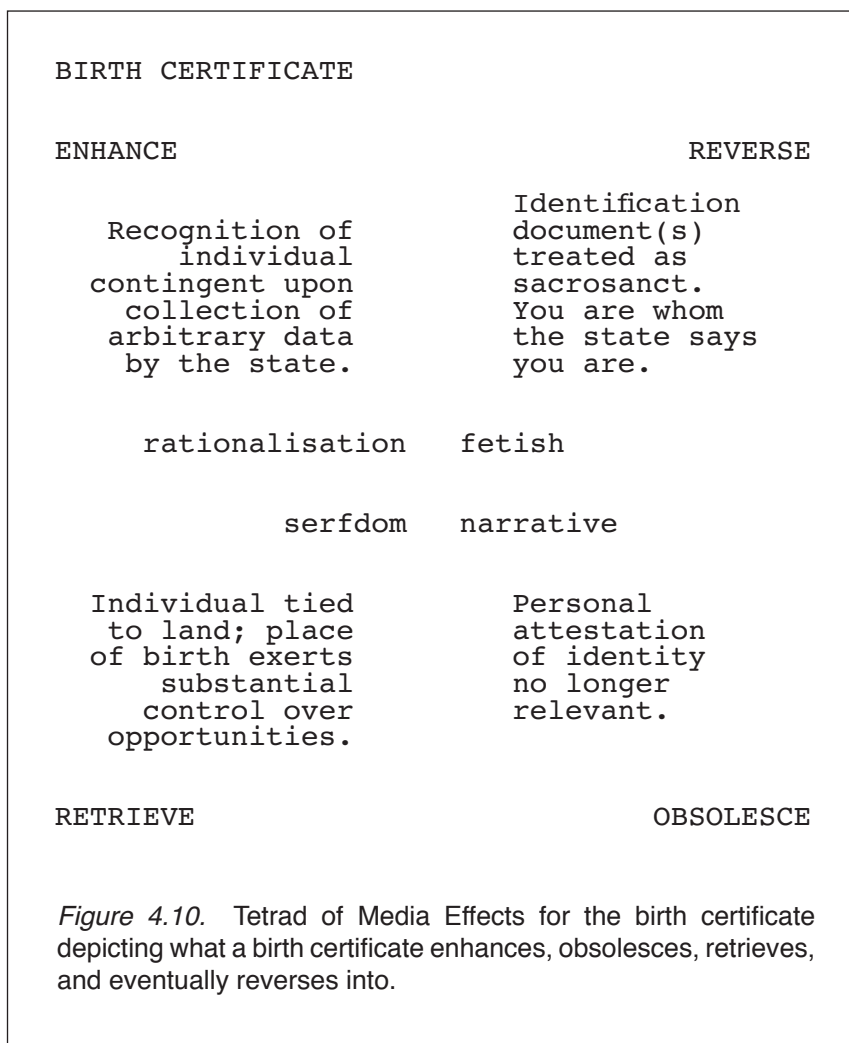 BIRTH CERTIFICATE
ENHANCE
REVERSE
Recognition of
individual
contingent upon
collection of
arbitrary data
by the state.
Identification
document(s)
treated as
sacrosanct.
You are whom
the state says
you are.
rationalisation fetish
serfdom narrative
Individual tied
to land; place
of birth exerts
substantial
control over
opportunities.
Personal
attestation
of identity
no longer
relevant.
RETRIEVE
OBSOLESCE
Figure 4.10. Tetrad of Media Effects for the birth certificate
depicting what a birth certificate enhances, obsolesces, retrieves,
and eventually reverses into.